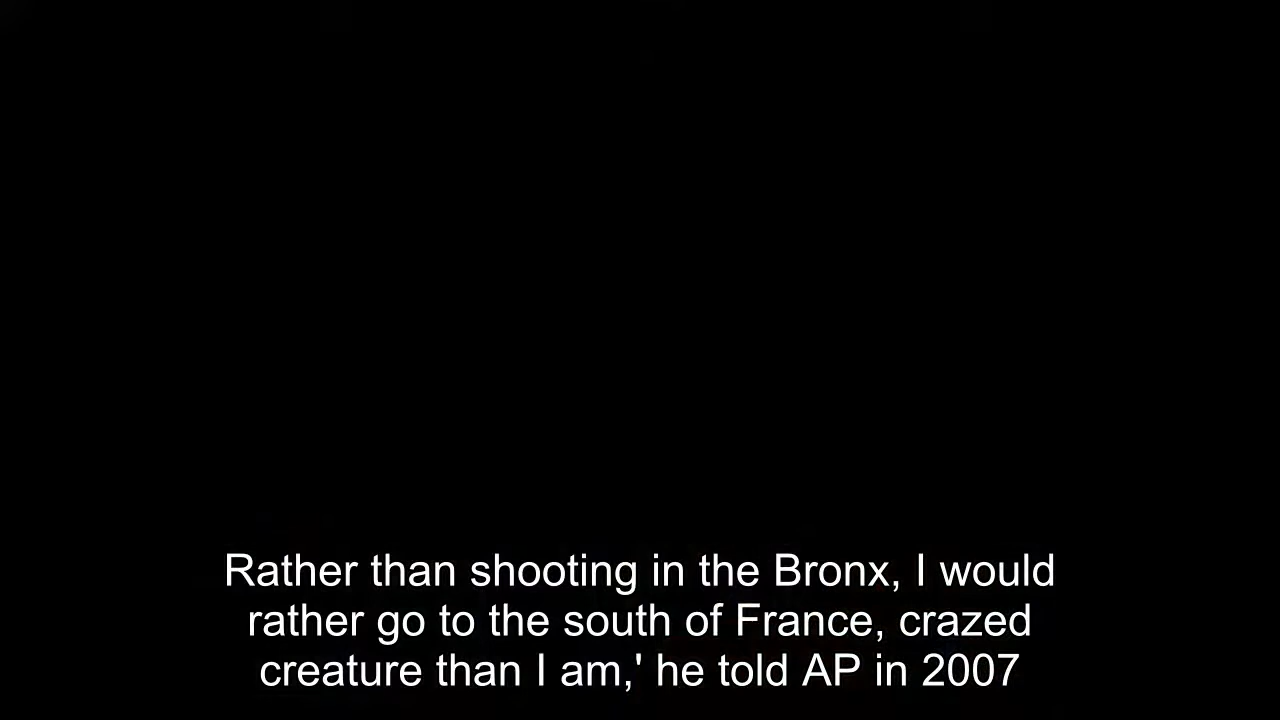 Rather than shooting in the Bronx, I would
rather go to the south of France, crazed
creature than I am,' he told AP in 2007